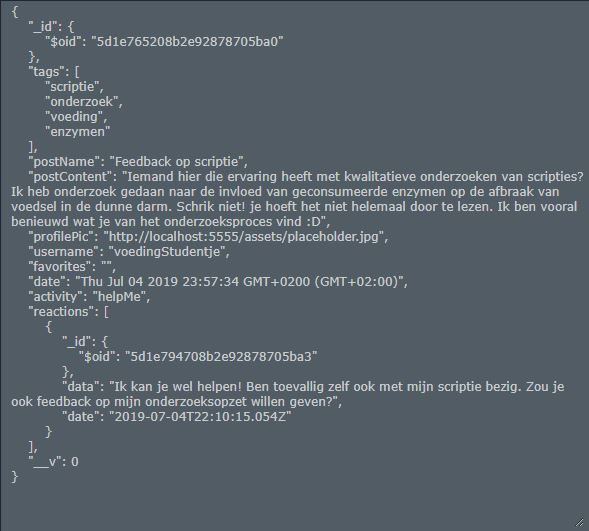 {
    "_id": {
        "$oid": "5d1e765208b2e92878705ba0"
    },
    "tags": [
        "scriptie",
        "onderzoek",
        "voeding",
        "enzymen"
    ],
    "postName": "Feedback op scriptie",
    "postContent": "Iemand hier die ervaring heeft met kwalitatieve onderzoeken van scripties?
Ik heb onderzoek gedaan naar de invloed van geconsumeerde enzymen op de afbraak van
voedsel in de dunne darm. Schrik niet! je hoeft het niet helemaal door te lezen. Ik ben vooral
benieuwd wat je van het onderzoeksproces vind :D",
    "profilePic": "http://localhost:5555/assets/placeholder.jpg",
    "username": "voedingStudentje",
    "favorites": "",
    "date": "Thu Jul 04 2019 23:57:34 GMT+0200 (GMT+02:00)",
    "activity": "helpMe",
    "reactions": [
        {
            "_id": {
                "$oid": "5d1e794708b2e92878705ba3"
            },
            "data": "Ik kan je wel helpen! Ben toevallig zelf ook met mijn scriptie bezig. Zou je
ook feedback op mijn onderzoeksopzet willen geven?",
            "date": "2019-07-04T22:10:15.054Z"
        }
    ],
    "__v": 0
}